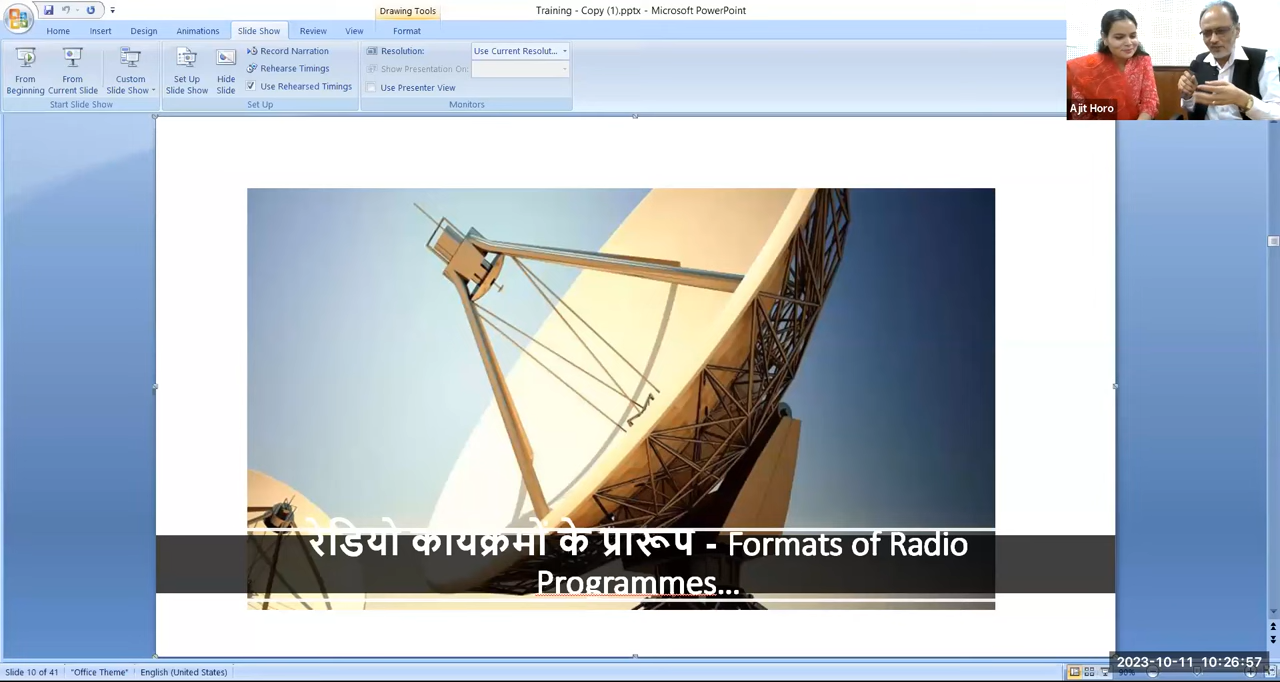 Training - Copy (1).pptx - Microsoft PowerPoint
Drawing Tools
Home Insert Design Animations Slide Show Review View Format
From Beginning
From Current Slide
Custom Slide Show
Start Slide Show
Set Up Slide Show
Hide Slide
Record Narration
Rehearse Timings
Use Rehearsed Timings
Set Up
Resolution: Use Current Resolut...
Show Presentation On:
Use Presenter View
Monitors
Ajit Horo
रेडियो कार्यक्रमों के प्रारूप - Formats of Radio
Programmes...
Slide 10 of 41 "Office Theme" English (United States)
90%
2023-10-11 10:26:57